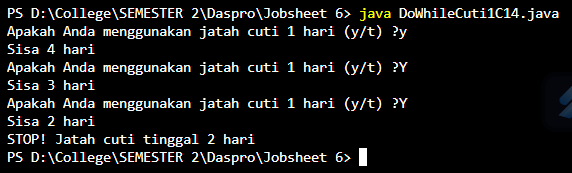 PS D:\College\SEMESTER 2\Daspro\Jobsheet 6> java DoWhileCuti1C14.java
Apakah Anda menggunakan jatah cuti 1 hari (y/t) ?y
Sisa 4 hari
Apakah Anda menggunakan jatah cuti 1 hari (y/t) ?Y
Sisa 3 hari
Apakah Anda menggunakan jatah cuti 1 hari (y/t) ?Y
Sisa 2 hari
STOP! Jatah cuti tinggal 2 hari
PS D:\College\SEMESTER 2\Daspro\Jobsheet 6>